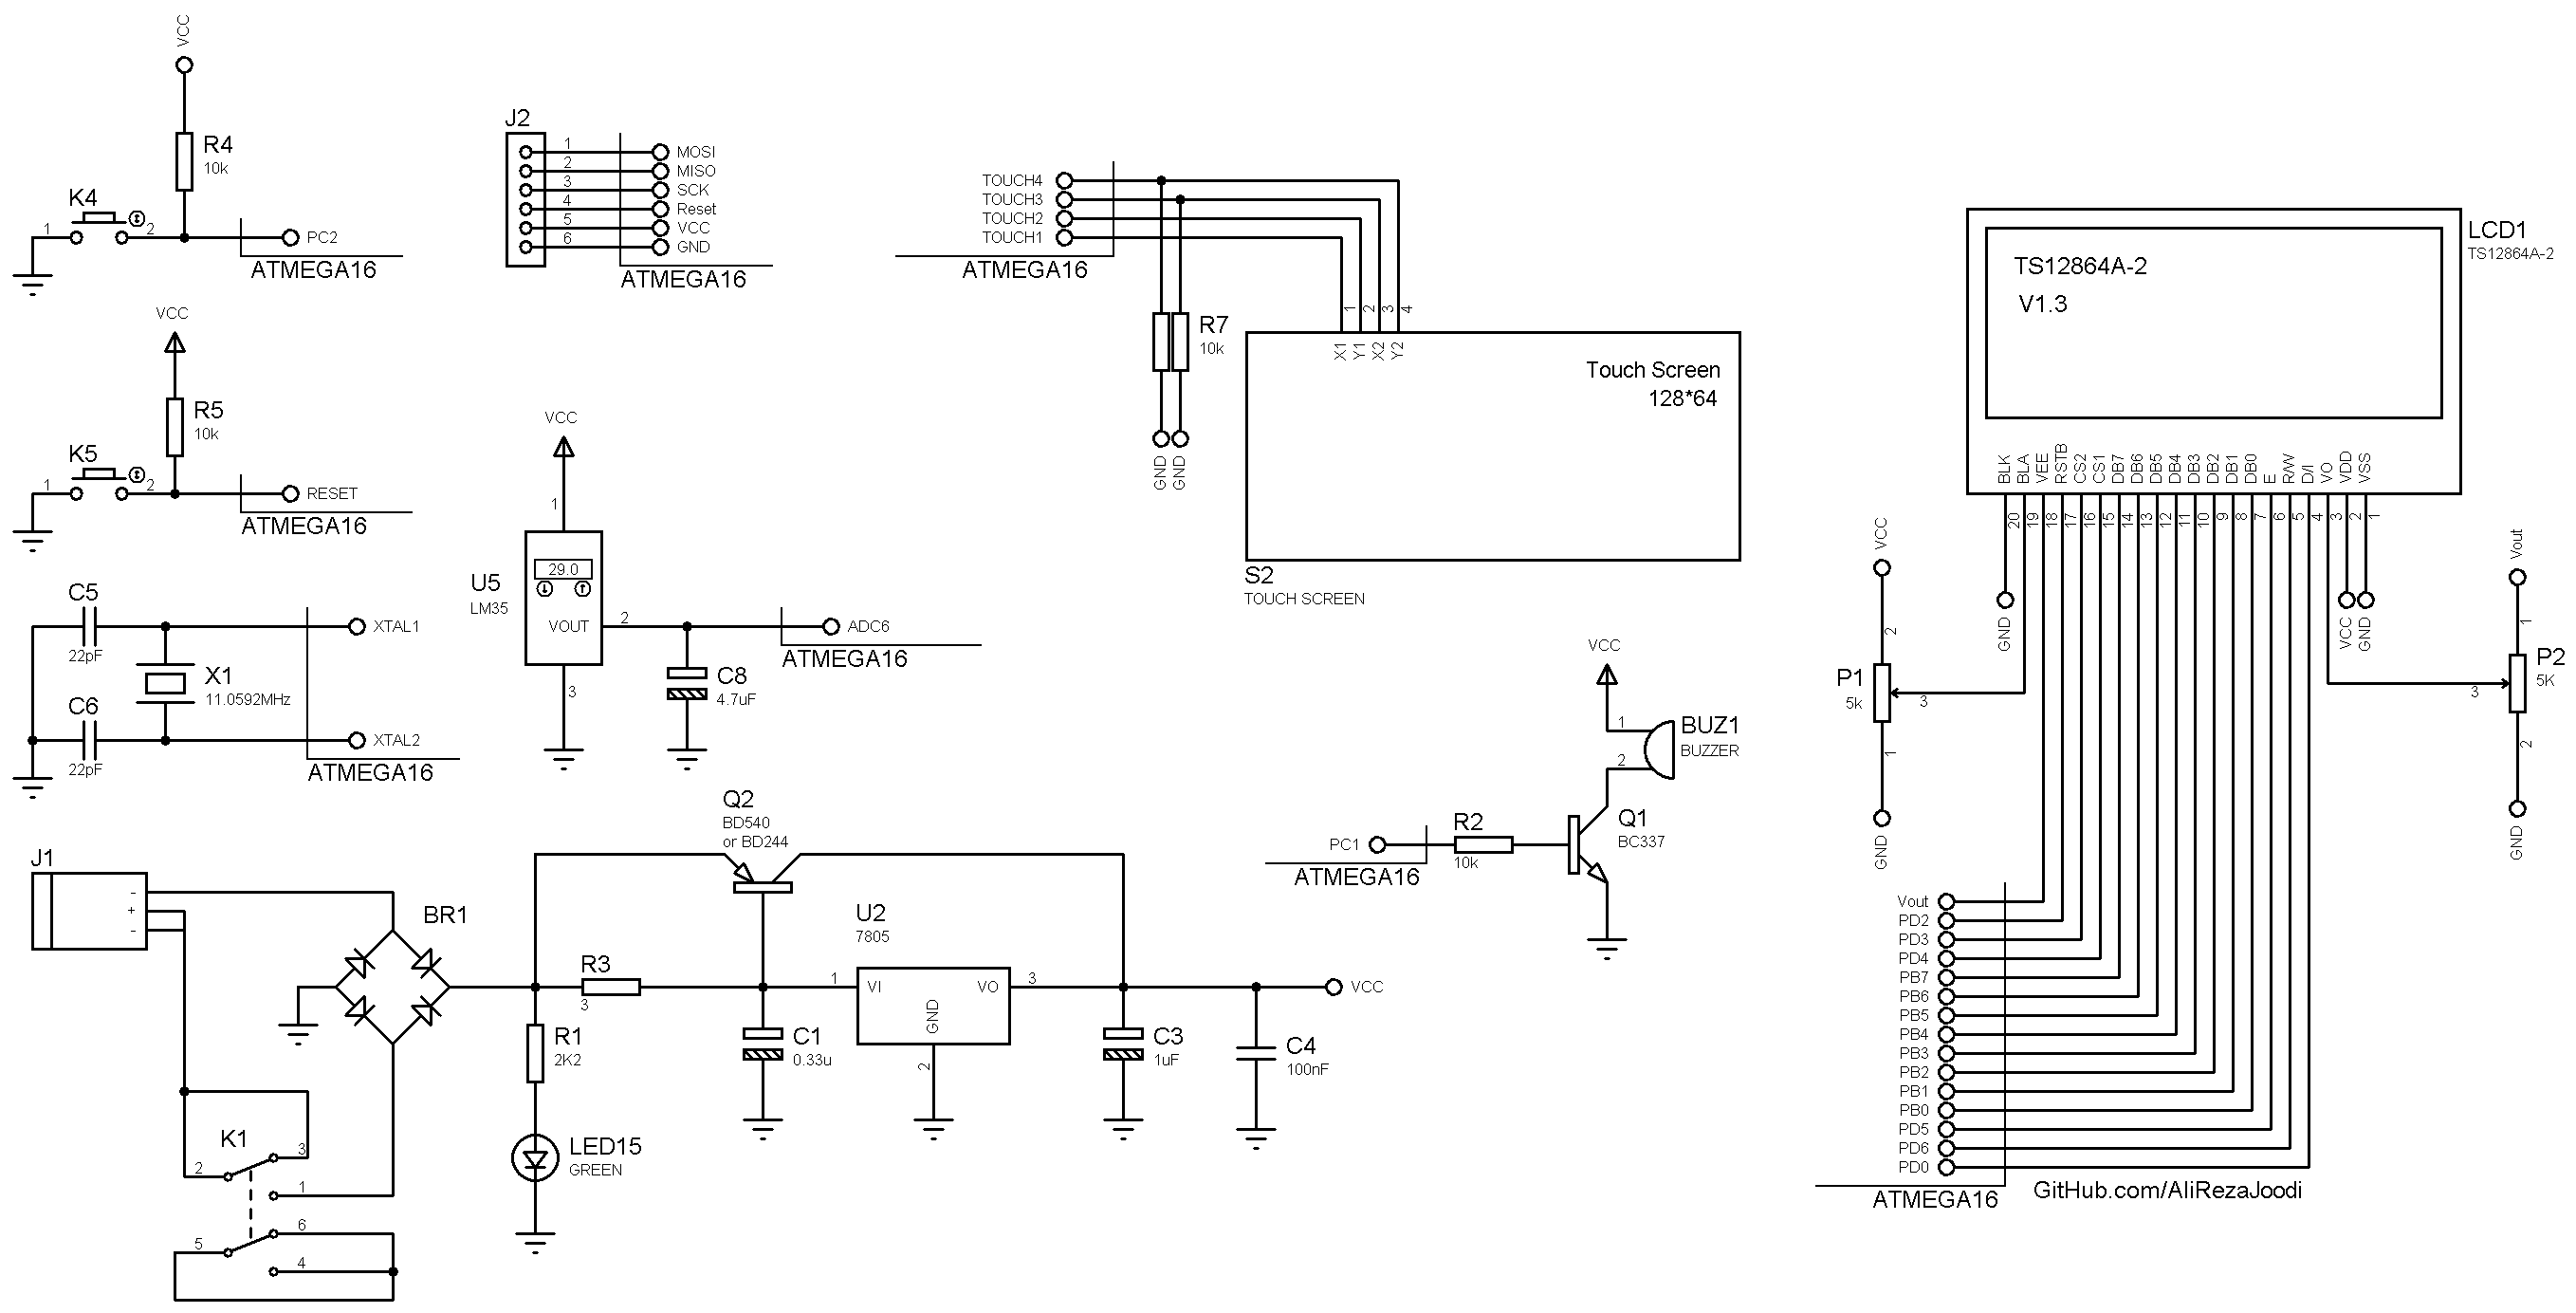 VCC
R4
10k
K4
1
2
PC2
ATMEGA16
J2
1
2
3
4
5
6
MOSI
MISO
SCK
Reset
VCC
GND
ATMEGA16
TOUCH4
TOUCH3
TOUCH2
TOUCH1
ATMEGA16
R7
10k
GND
GND
1
2
3
4
X1
Y1
X2
Y2
Touch Screen
128*64
S2
TOUCH SCREEN
LCD1
TS12864A-2
TS12864A-2
V1.3
BLK
BLA
VEE
RSTB
CS2
CS1
DB7
DB6
DB5
DB4
DB3
DB2
DB1
DB0
E
R/W
D/I
VO
VDD
VSS
20
19
18
17
16
15
14
13
12
11
10
9
8
7
6
5
4
3
2
1
GND
VCC
GND
VCC
2
P1
5k
3
1
GND
Vout
1
P2
5K
3
2
GND
VCC
R5
10k
K5
1
2
RESET
ATMEGA16
VCC
1
29.0
U5
LM35
VOUT
2
3
C8
4.7uF
ADC6
ATMEGA16
C5
22pF
XTAL1
X1
11.0592MHz
C6
22pF
XTAL2
ATMEGA16
VCC
1
BUZ1
BUZZER
2
Q1
BC337
PC1
R2
10k
ATMEGA16
Q2
BD540
or BD244
J1
-
+
-
BR1
R3
3
U2
7805
1
VI
VO
3
GND
2
VCC
R1
2K2
C1
0.33u
C3
1uF
C4
100nF
LED15
GREEN
K1
2
3
1
5
6
4
Vout
PD2
PD3
PD4
PB7
PB6
PB5
PB4
PB3
PB2
PB1
PB0
PD5
PD6
PD0
ATMEGA16
GitHub.com/AliRezaJoodi